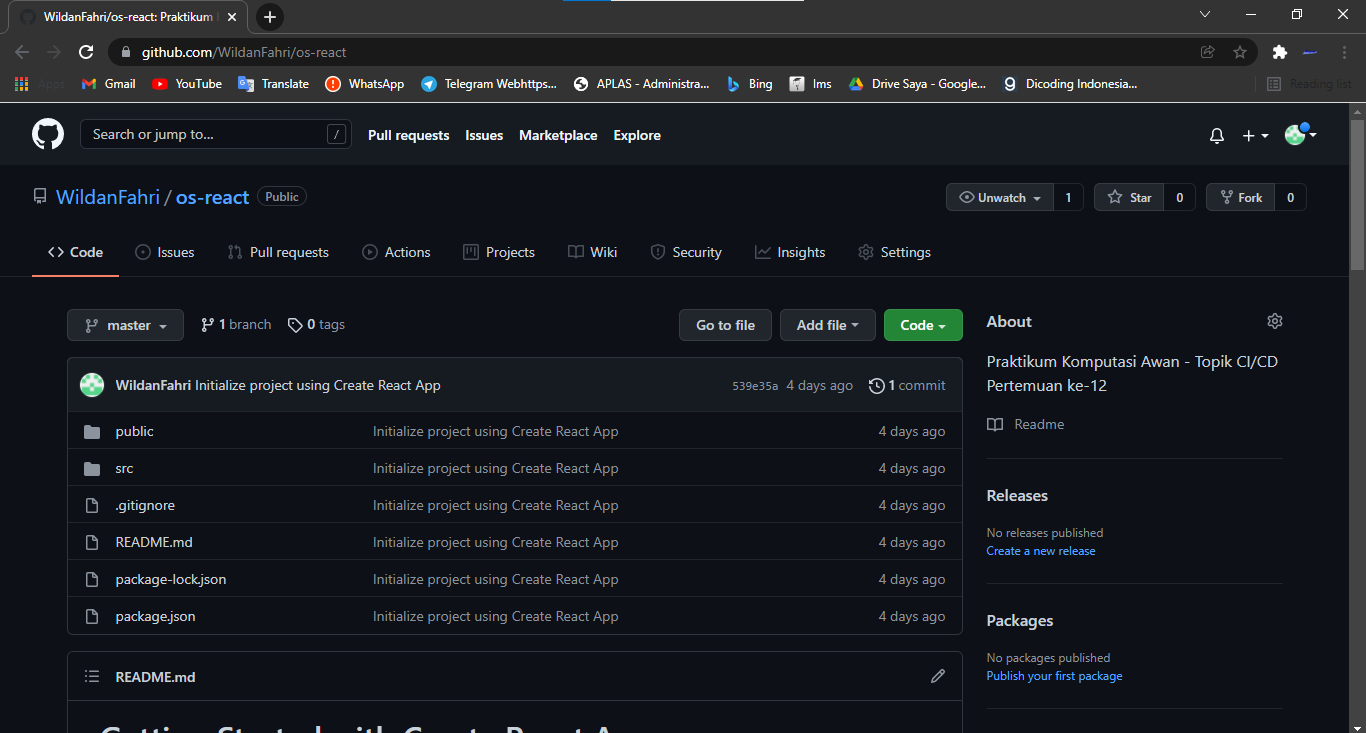 WildanFahri/os-react: Praktikum
github.com/WildanFahri/os-react
Apps Gmail YouTube Translate WhatsApp Telegram Webhttps... APLAS - Administra... Bing lms Drive Saya - Google... Dicoding Indonesia... Reading list
Search or jump to... / Pull requests Issues Marketplace Explore
WildanFahri / os-react Public Unwatch 1 Star 0 Fork 0
Code Issues Pull requests Actions Projects Wiki Security Insights Settings
master 1 branch 0 tags Go to file Add file Code
About
Praktikum Komputasi Awan - Topik CI/CD
Pertemuan ke-12
Readme
WildanFahri Initialize project using Create React App 539e35a 4 days ago 1 commit
public Initialize project using Create React App 4 days ago
src Initialize project using Create React App 4 days ago
.gitignore Initialize project using Create React App 4 days ago
README.md Initialize project using Create React App 4 days ago
package-lock.json Initialize project using Create React App 4 days ago
package.json Initialize project using Create React App 4 days ago
Releases
No releases published
Create a new release
Packages
No packages published
Publish your first package
README.md
Getting Started with Create React A